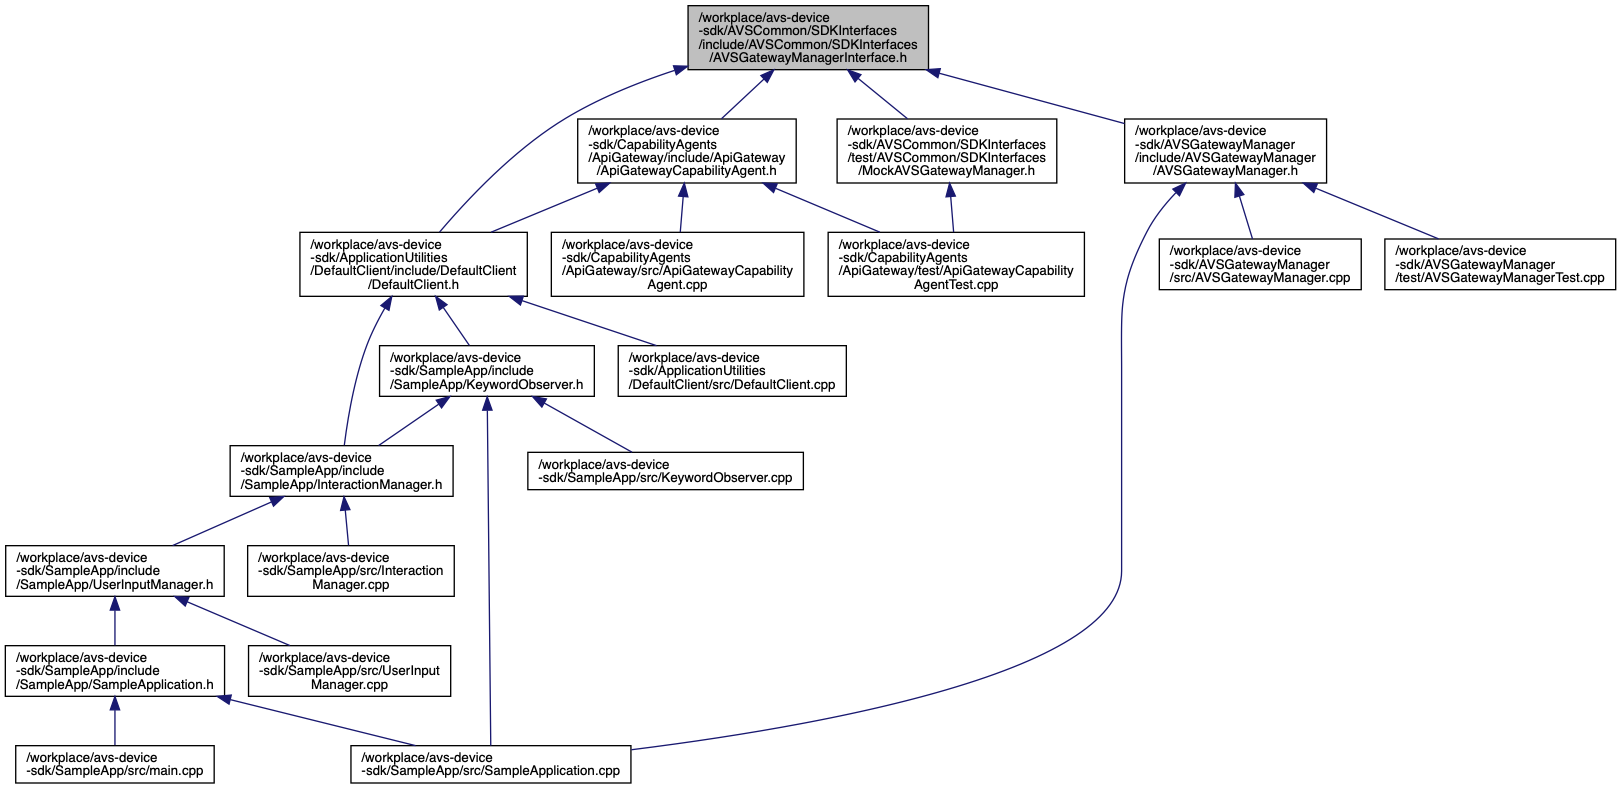 /workplace/avs-device
-sdk/AVSCommon/SDKInterfaces
/include/AVSCommon/SDKInterfaces
/AVSGatewayManagerInterface.h
/workplace/avs-device
-sdk/CapabilityAgents
/ApiGateway/include/ApiGateway
/ApiGatewayCapabilityAgent.h
/workplace/avs-device
-sdk/AVSCommon/SDKInterfaces
/test/AVSCommon/SDKInterfaces
/MockAVSGatewayManager.h
/workplace/avs-device
-sdk/AVSGatewayManager
/include/AVSGatewayManager
/AVSGatewayManager.h
/workplace/avs-device
-sdk/ApplicationUtilities
/DefaultClient/include/DefaultClient
/DefaultClient.h
/workplace/avs-device
-sdk/CapabilityAgents
/ApiGateway/src/ApiGatewayCapability
Agent.cpp
/workplace/avs-device
-sdk/CapabilityAgents
/ApiGateway/test/ApiGatewayCapability
AgentTest.cpp
/workplace/avs-device
-sdk/AVSGatewayManager
/src/AVSGatewayManager.cpp
/workplace/avs-device
-sdk/AVSGatewayManager
/test/AVSGatewayManagerTest.cpp
/workplace/avs-device
-sdk/SampleApp/include
/SampleApp/KeywordObserver.h
/workplace/avs-device
-sdk/ApplicationUtilities
/DefaultClient/src/DefaultClient.cpp
/workplace/avs-device
-sdk/SampleApp/include
/SampleApp/InteractionManager.h
/workplace/avs-device
-sdk/SampleApp/src/KeywordObserver.cpp
/workplace/avs-device
-sdk/SampleApp/include
/SampleApp/UserInputManager.h
/workplace/avs-device
-sdk/SampleApp/src/Interaction
Manager.cpp
/workplace/avs-device
-sdk/SampleApp/include
/SampleApp/SampleApplication.h
/workplace/avs-device
-sdk/SampleApp/src/UserInput
Manager.cpp
/workplace/avs-device
-sdk/SampleApp/src/main.cpp
/workplace/avs-device
-sdk/SampleApp/src/SampleApplication.cpp